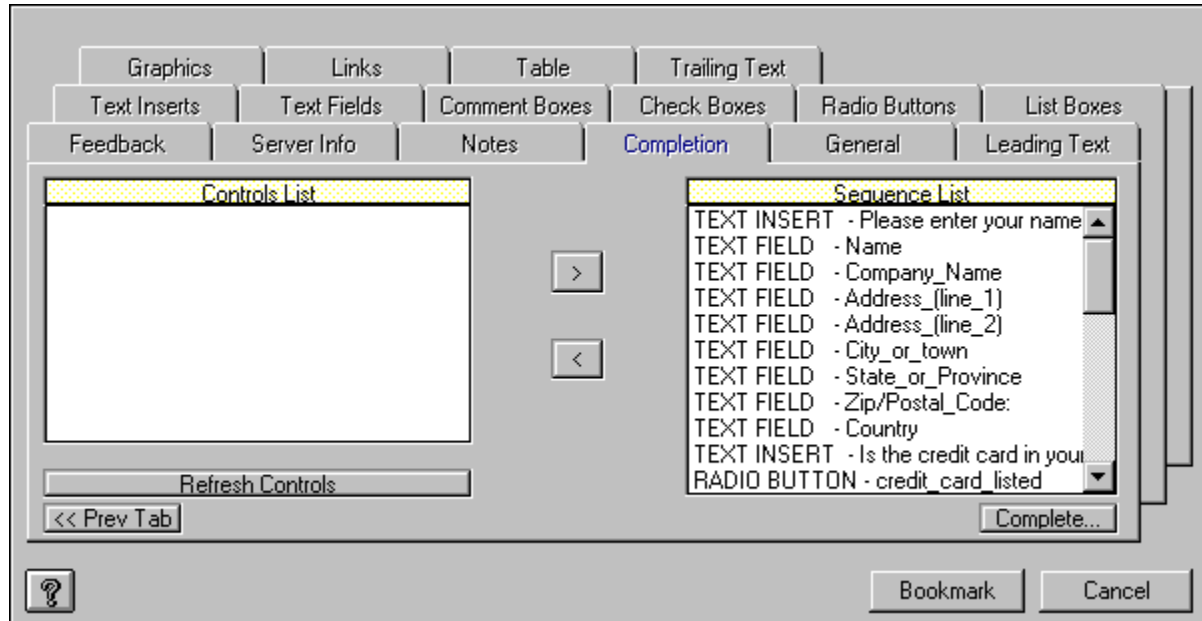 Graphics Links Table Trailing Text
Text Inserts Text Fields Comment Boxes Check Boxes Radio Buttons List Boxes
Feedback Server Info Notes Completion General Leading Text
Controls List
Sequence List
TEXT INSERT - Please enter your name
TEXT FIELD - Name
TEXT FIELD - Company_Name
TEXT FIELD - Address_(line_1)
TEXT FIELD - Address_(line_2)
TEXT FIELD - City_or_town
TEXT FIELD - State_or_Province
TEXT FIELD - Zip/Postal_Code:
TEXT FIELD - Country
TEXT INSERT - Is the credit card in your
RADIO BUTTON - credit_card_listed
>
<
Refresh Controls
<< Prev Tab
Complete...
?
Bookmark Cancel